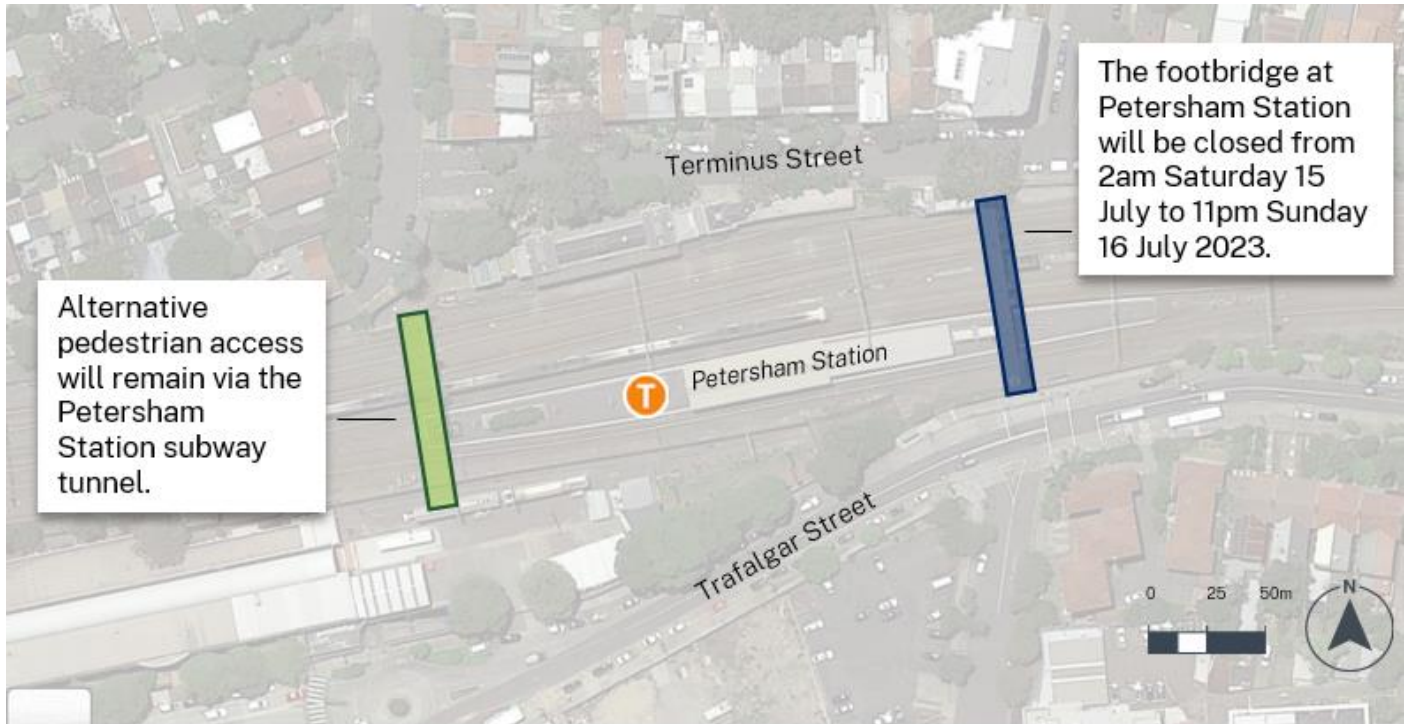 The footbridge at
Petersham Station
will be closed from
2am Saturday 15
July to 11pm Sunday
16 July 2023.
Terminus Street
Alternative
pedestrian access
will remain via the
Petersham
Station subway
tunnel.
Petersham Station
T
Trafalgar Street
0 25 50m
N